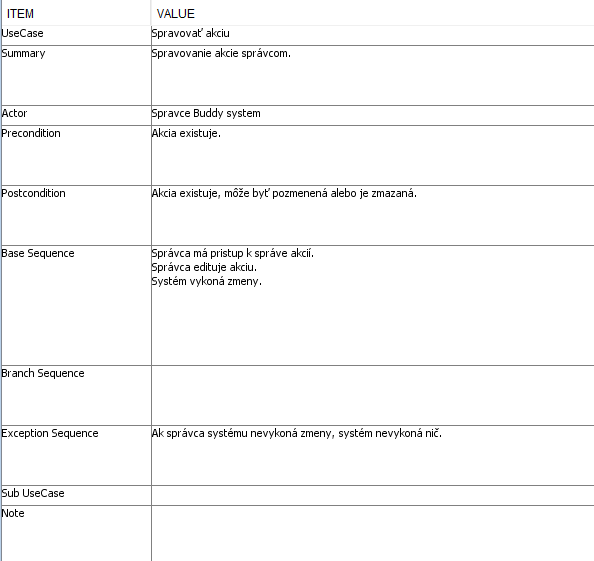 ITEM VALUE
UseCase Spravovať akciu
Summary Spravovanie akcie správcom.
Actor Spravce Buddy system
Precondition Akcia existuje.
Postcondition Akcia existuje, môže byť pozmenená alebo je zmazaná.
Base Sequence Správca má pristup k správe akcií.
Správca edituje akciu.
Systém vykoná zmeny.
Branch Sequence
Exception Sequence Ak správca systému nevykoná zmeny, systém nevykoná nič.
Sub UseCase
Note